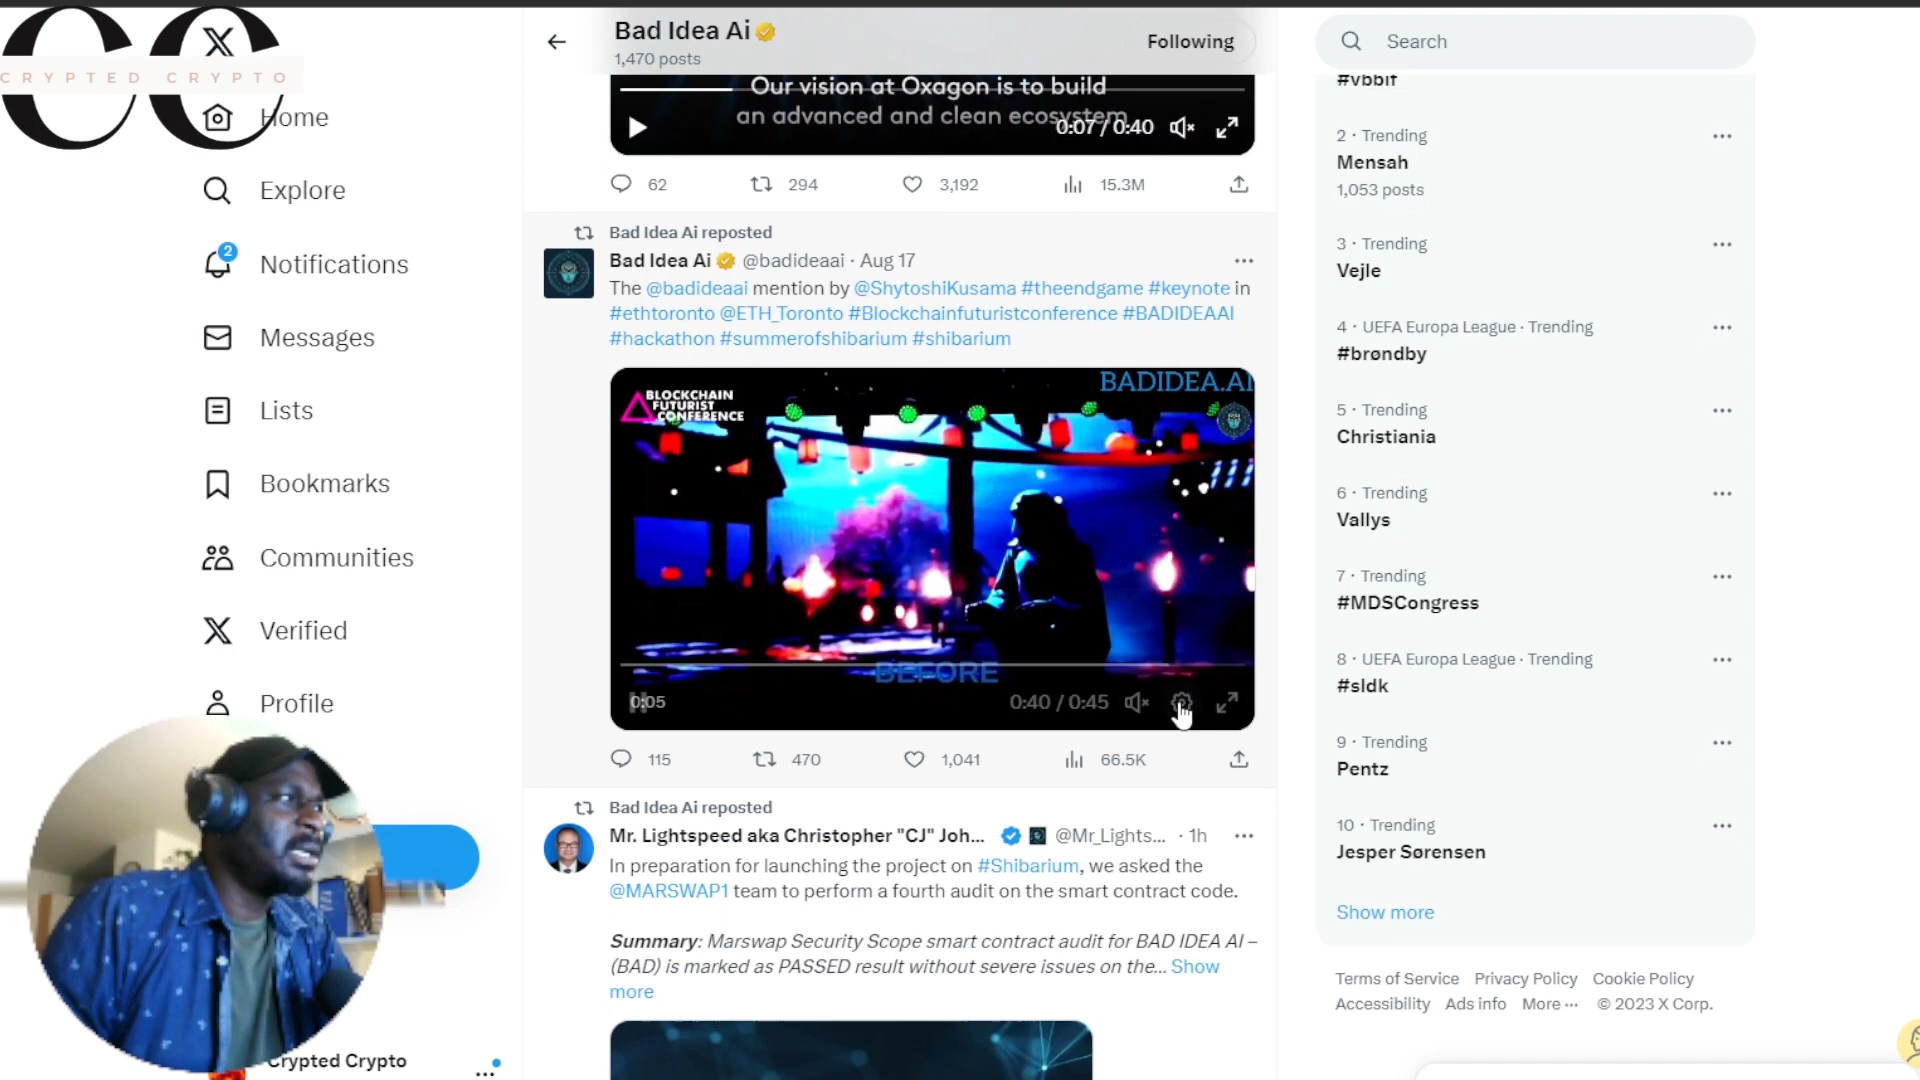 CRYPTED CRYPTO
Home
Explore
2
Notifications
Messages
Lists
Bookmarks
Communities
Verified
Profile
Crypted Crypto
Bad Idea Ai
1,470 posts
Following
Our vision at Oxagon is to build
an advanced and clean ecosystem
0:07 / 0:40
62
294
3,192
15.3M
Bad Idea Ai reposted
Bad Idea Ai @badideaai · Aug 17
The @badideaai mention by @ShytoshiKusama #theendgame #keynote in
#ethtoronto @ETH_Toronto #Blockchainfuturistconference #BADIDEAAI
#hackathon #summerofshibarium #shibarium
BADIDEA.AI
BLOCKCHAIN
FUTURIST
CONFERENCE
BEFORE
0:05
0:40 / 0:45
115
470
1,041
66.5K
Bad Idea Ai reposted
Mr. Lightspeed aka Christopher "CJ" Joh... @Mr_Lights... · 1h
In preparation for launching the project on #Shibarium, we asked the
@MARSWAP1 team to perform a fourth audit on the smart contract code.
Summary: Marswap Security Scope smart contract audit for BAD IDEA AI –
(BAD) is marked as PASSED result without severe issues on the... Show
more
Search
#vbbif
2 · Trending
Mensah
1,053 posts
3 · Trending
Vejle
4 · UEFA Europa League · Trending
#brøndby
5 · Trending
Christiania
6 · Trending
Vallys
7 · Trending
#MDSCongress
8 · UEFA Europa League · Trending
#sldk
9 · Trending
Pentz
10 · Trending
Jesper Sørensen
Show more
Terms of Service Privacy Policy Cookie Policy
Accessibility Ads info More ··· © 2023 X Corp.